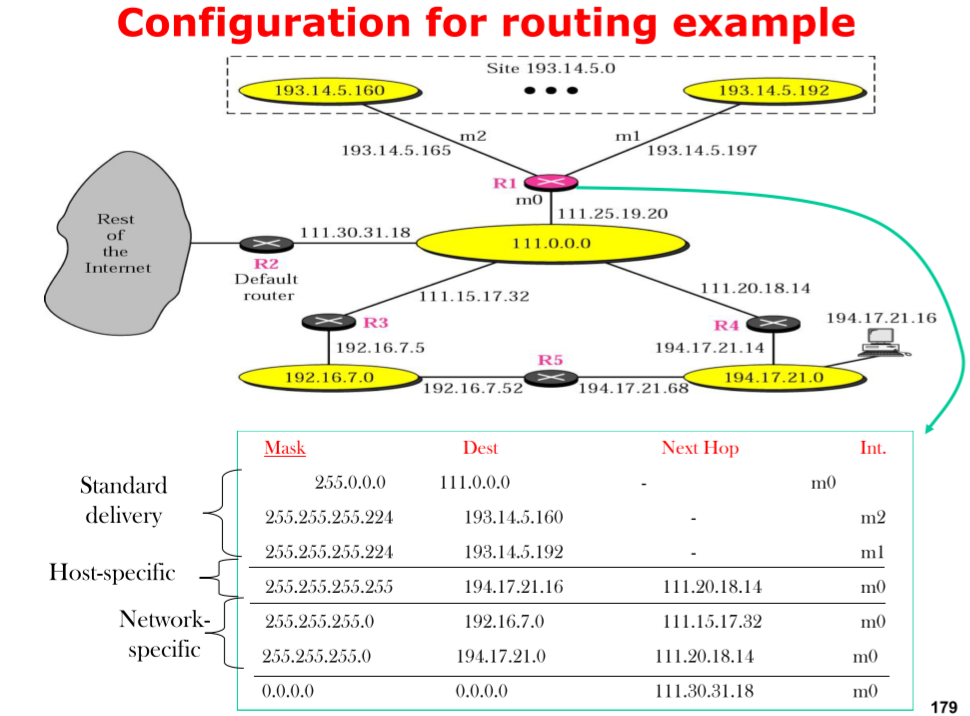 Configuration for routing example
Site 193.14.5.0
193.14.5.160
193.14.5.192
m2
m1
193.14.5.165
193.14.5.197
R1
m0
111.25.19.20
Rest
of
the
Internet
111.30.31.18
111.0.0.0
R2
Default
router
111.15.17.32
111.20.18.14
R3
R4
194.17.21.16
192.16.7.5
194.17.21.14
R5
192.16.7.0
194.17.21.0
192.16.7.52
194.17.21.68
Mask Dest Next Hop Int.
Standard
delivery
255.0.0.0 111.0.0.0 - m0
255.255.255.224 193.14.5.160 - m2
255.255.255.224 193.14.5.192 - m1
Host-specific
255.255.255.255 194.17.21.16 111.20.18.14 m0
Network-
specific
255.255.255.0 192.16.7.0 111.15.17.32 m0
255.255.255.0 194.17.21.0 111.20.18.14 m0
0.0.0.0 0.0.0.0 111.30.31.18 m0
179